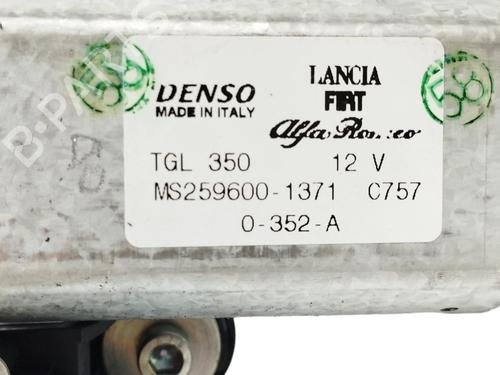 DENSO
MADE IN ITALY
LANCIA
FIAT
Alfa Romeo
TGL 350 12 V
MS259600-1371 C757
0-352-A
B-PARTS